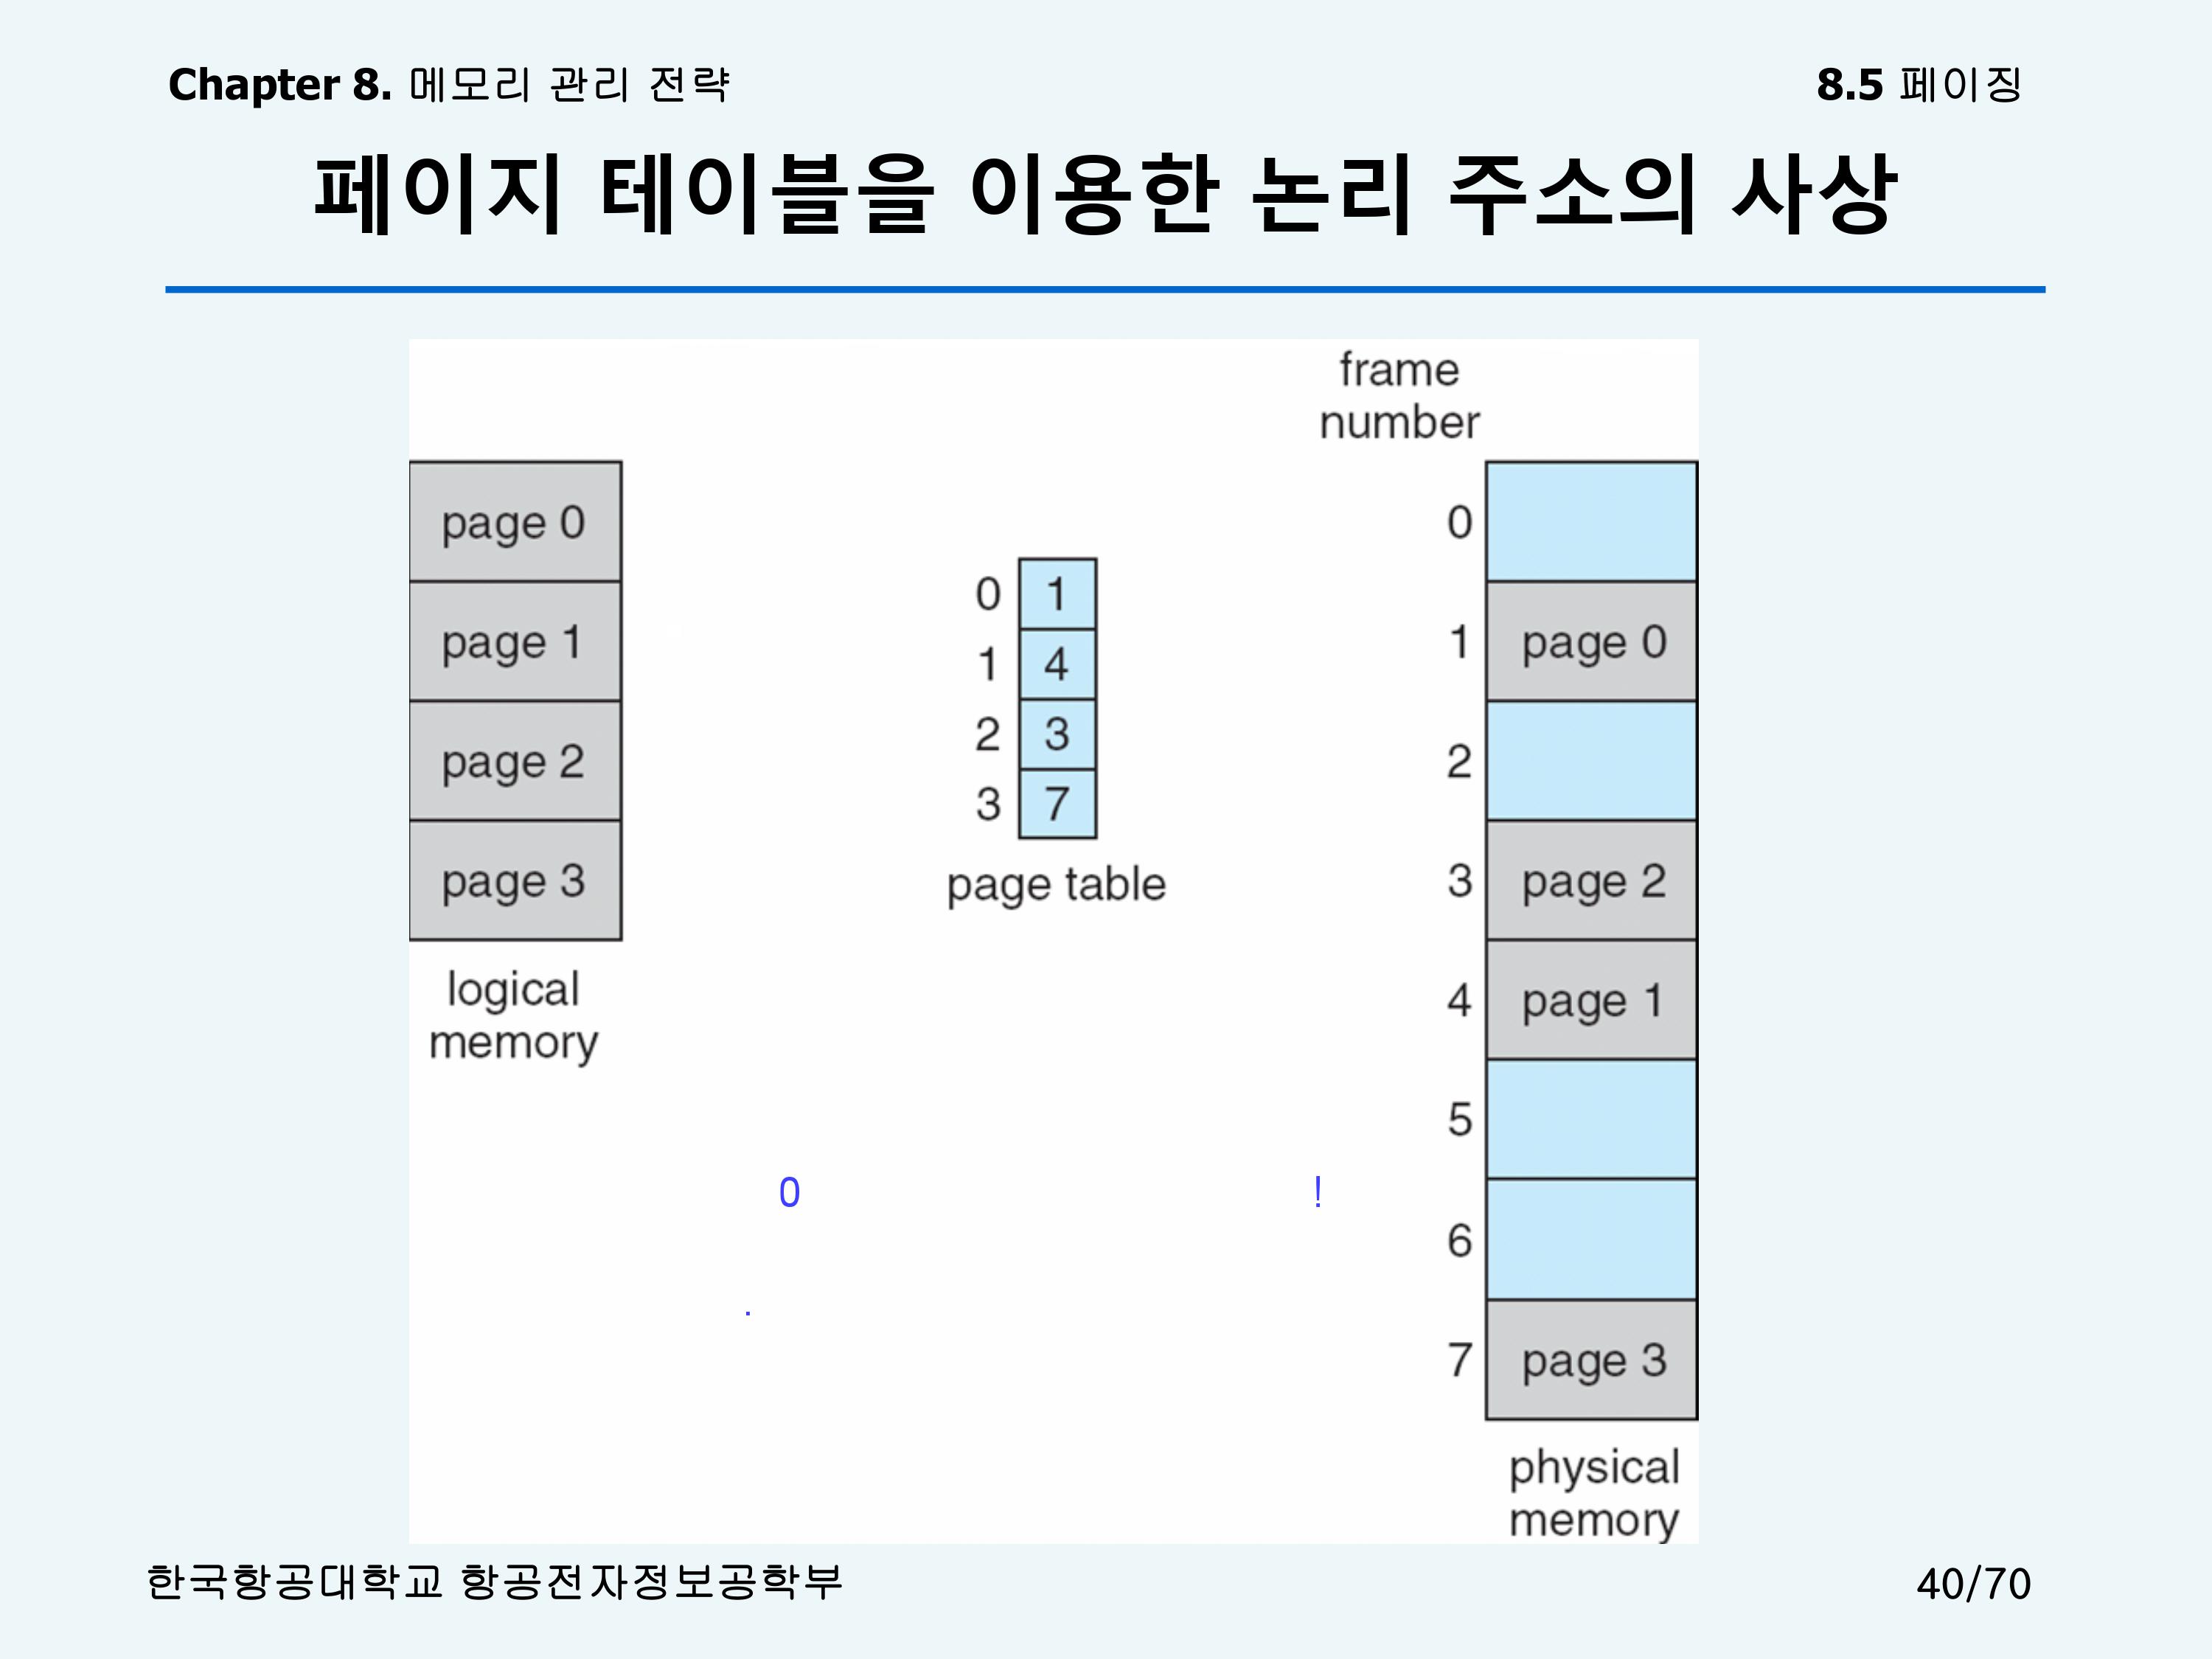 Chapter 8. 메모리 관리 전략
8.5 페이징
페이지 테이블을 이용한 논리 주소의 사상
frame
number
page 0
page 1
page 2
page 3
logical
memory
0 1
1 4
2 3
3 7
page table
0
1 page 0
2
3 page 2
4 page 1
5
6
7 page 3
physical
memory
0 !
.
한국항공대학교 항공전자정보공학부
40/70